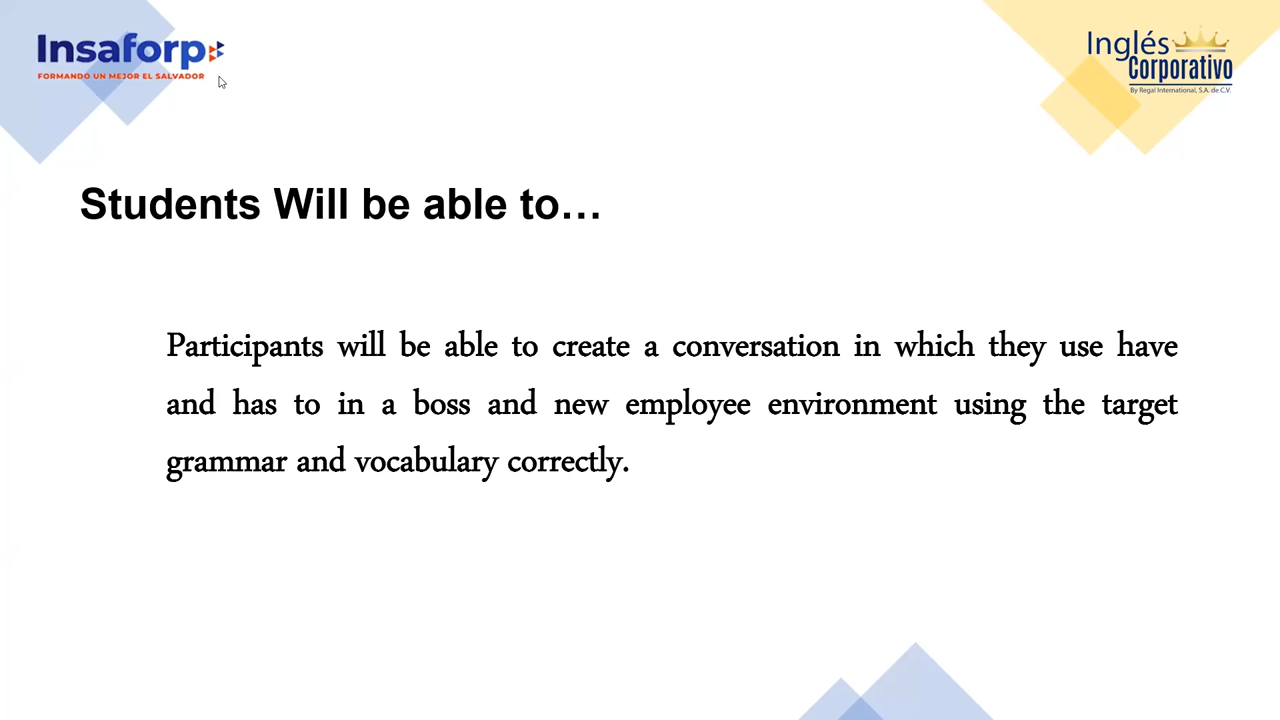 Insaforp
FORMANDO UN MEJOR EL SALVADOR
Inglés
Corporativo
By Regal International, S.A. de C.V.
Students Will be able to…
Participants will be able to create a conversation in which they use have
and has to in a boss and new employee environment using the target
grammar and vocabulary correctly.